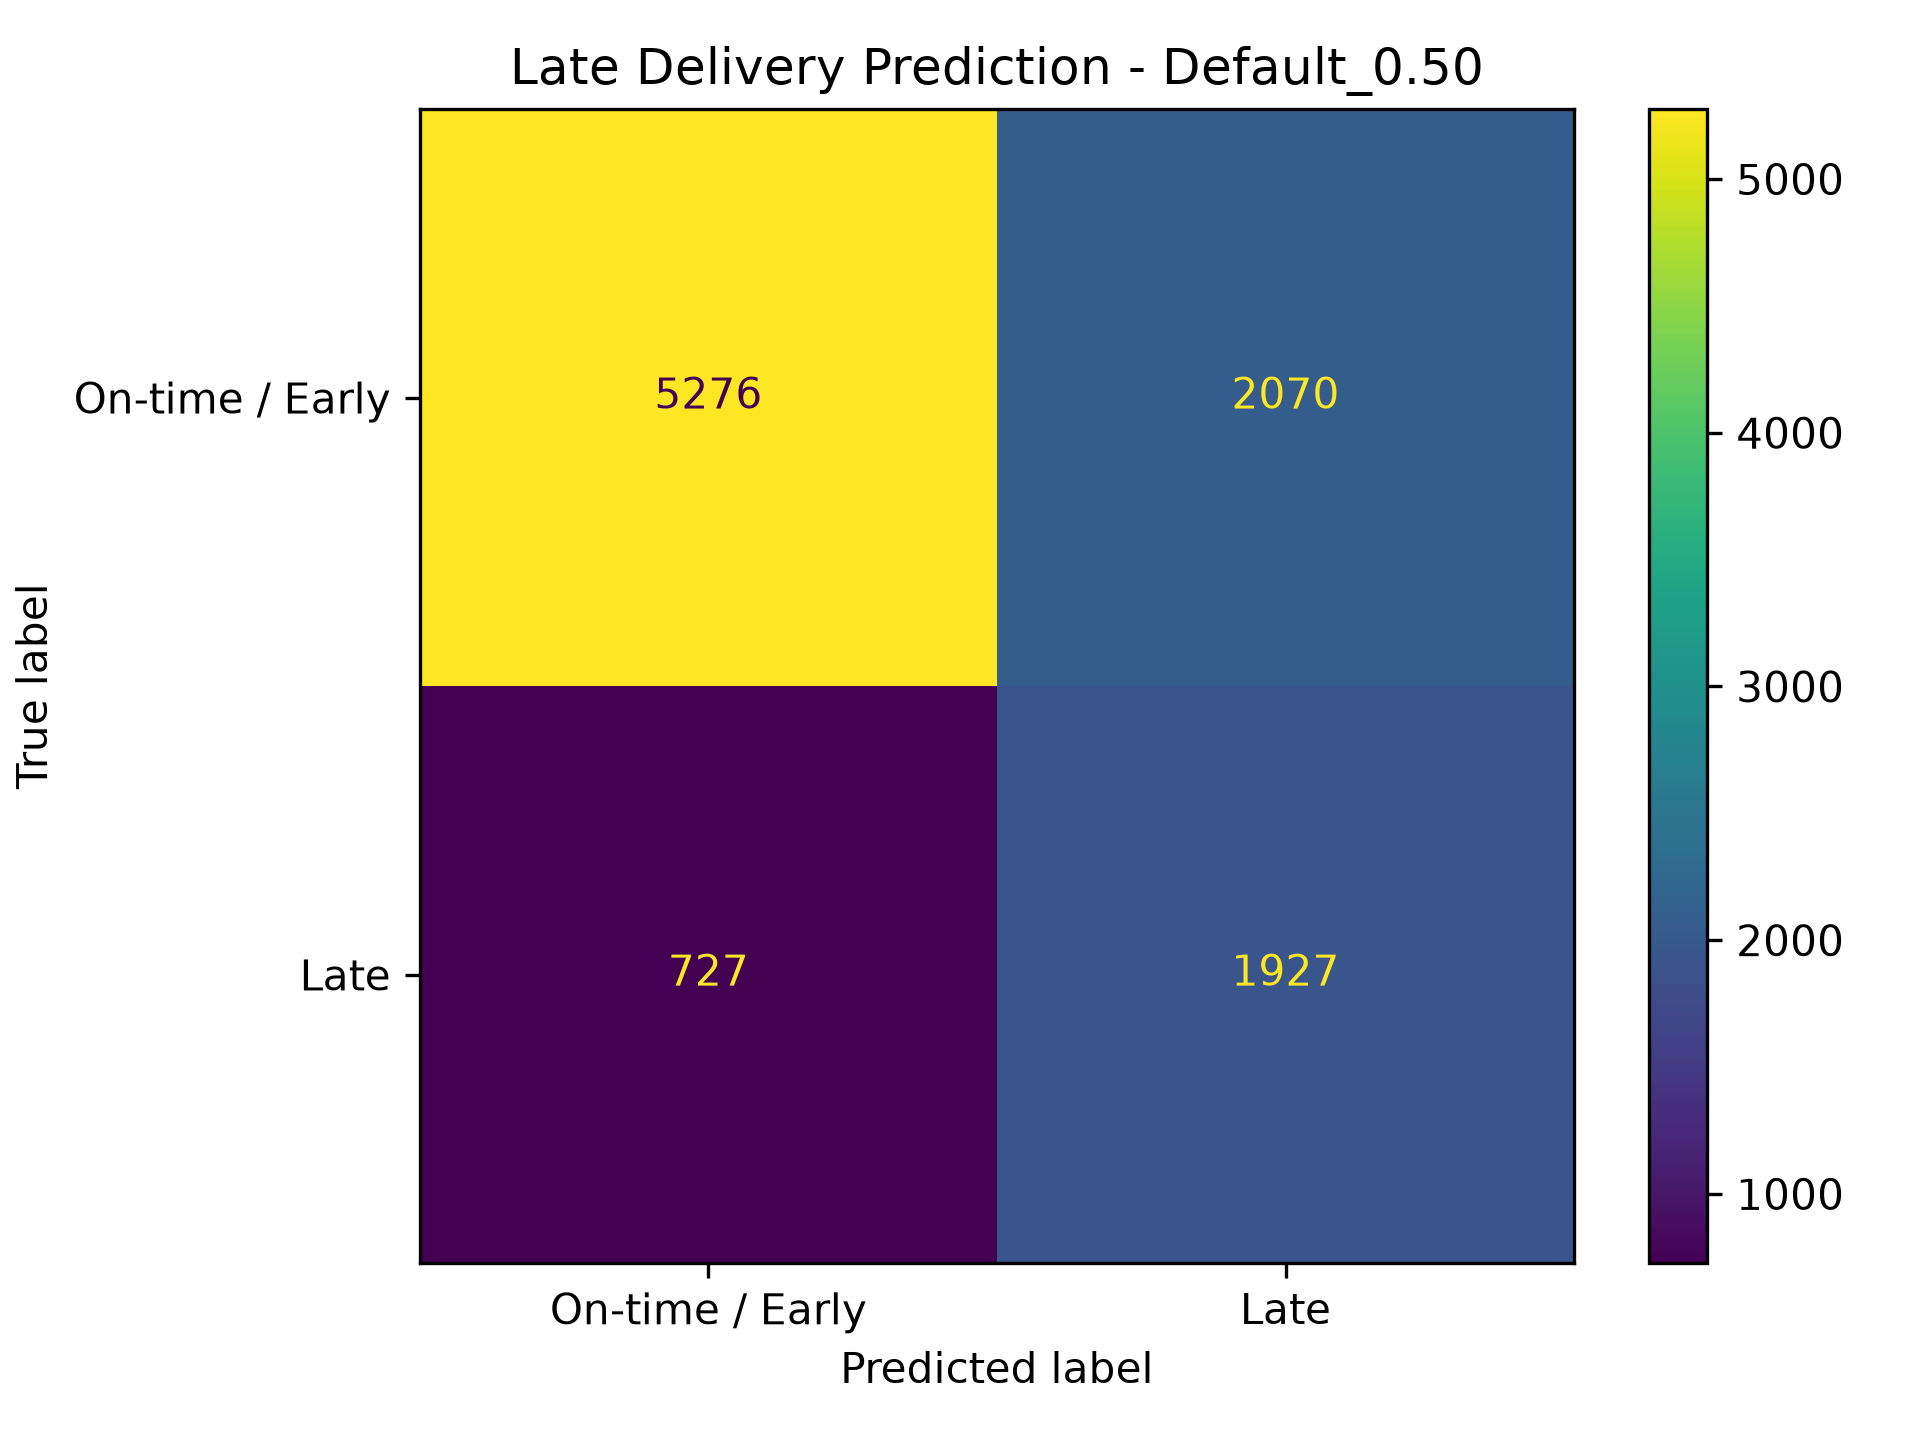 Late Delivery Prediction - Default_0.50
True label
On-time / Early
5276
2070
Late
727
1927
On-time / Early
Late
Predicted label
5000
4000
3000
2000
1000